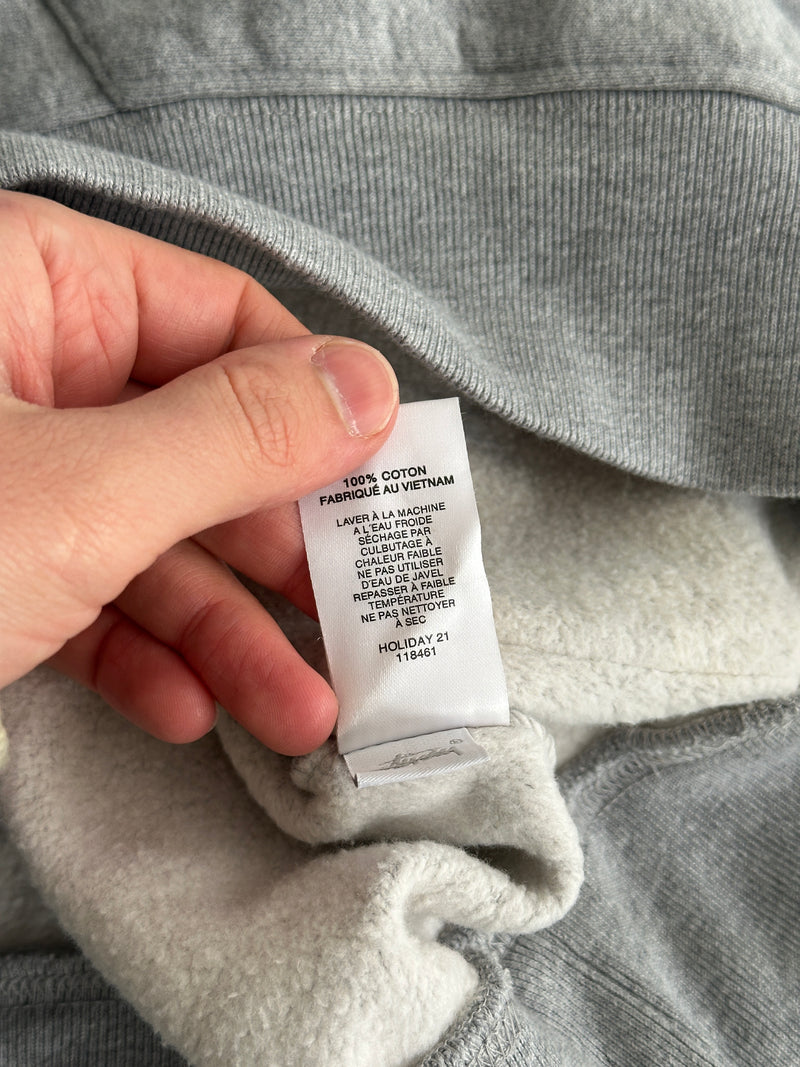 100% COTON
FABRIQUÉ AU VIETNAM
LAVER À LA MACHINE
A L'EAU FROIDE
SÉCHAGE PAR
CULBUTAGE À
CHALEUR FAIBLE
NE PAS UTILISER
D'EAU DE JAVEL
REPASSER À FAIBLE
TEMPÉRATURE
NE PAS NETTOYER
À SEC
HOLIDAY 21
118461